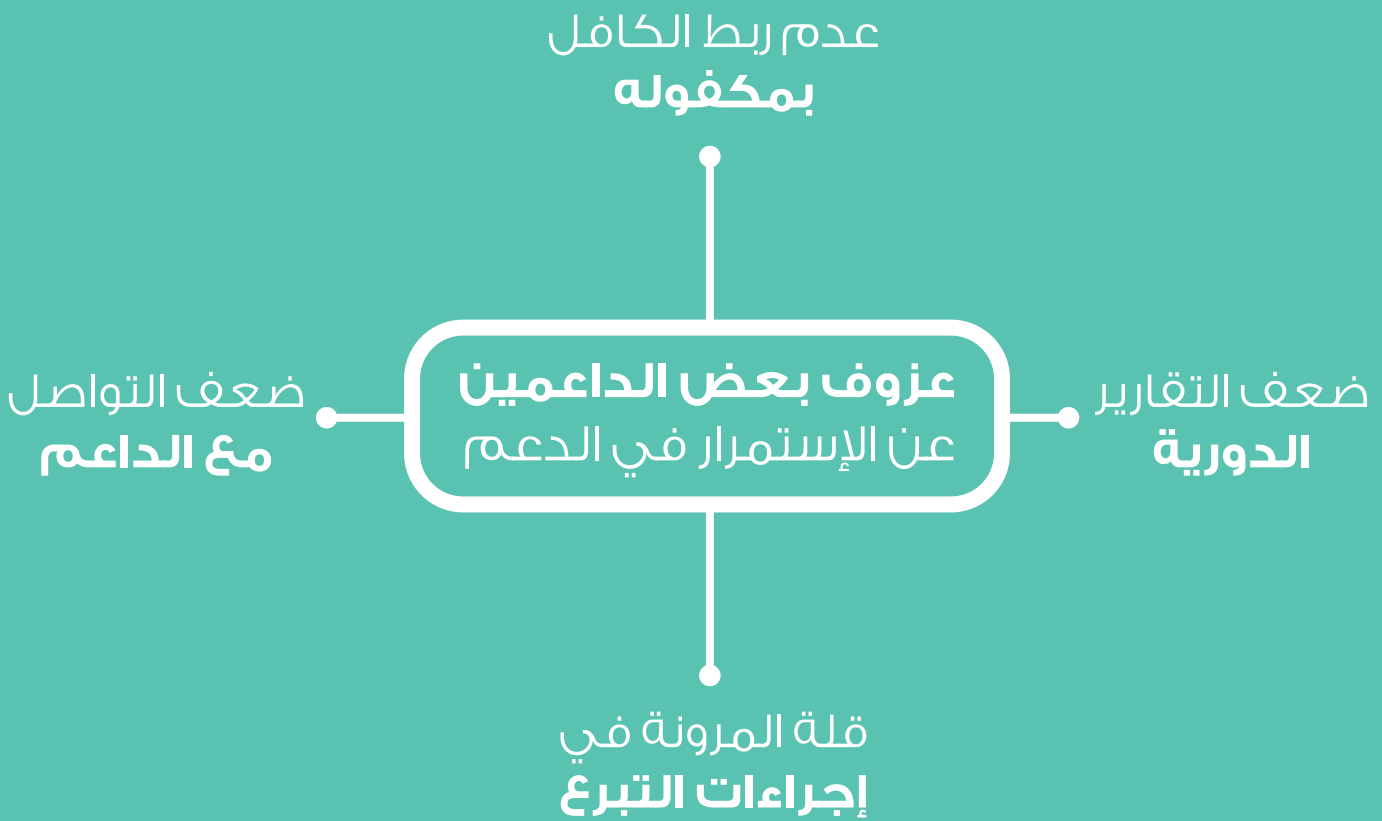 عدم ربط الكافل
بمكفوله
ضعف التقارير
الدورية
عزوف بعض الداعمين
عن الإستمرار في الدعم
ضعف التواصل
مع الداعم
قلة المرونة في
إجراءات التبرع